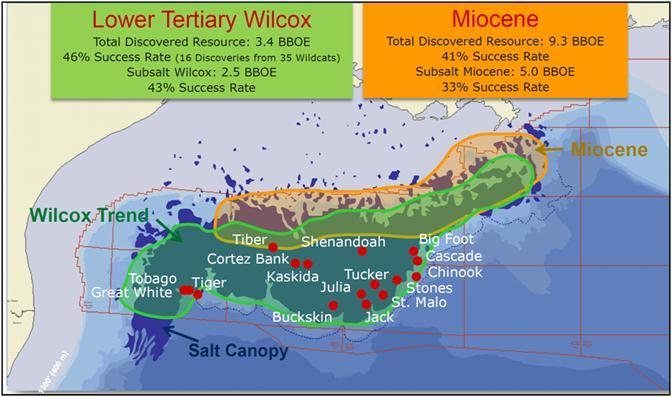 Lower Tertiary Wilcox
Total Discovered Resource: 3.4 BBOE
46% Success Rate (16 Discoveries from 35 Wildcats)
Subsalt Wilcox: 2.5 BBOE
43% Success Rate
Miocene
Total Discovered Resource: 9.3 BBOE
41% Success Rate
Subsalt Miocene: 5.0 BBOE
33% Success Rate
Miocene
Wilcox Trend
Tiber
Shenandoah
Big Foot
Cortez Bank
Cascade
Kaskida
Chinook
Tobago
Tiger
Tucker
Great White
Julia
Stones
St. Malo
Buckskin
Jack
Salt Canopy